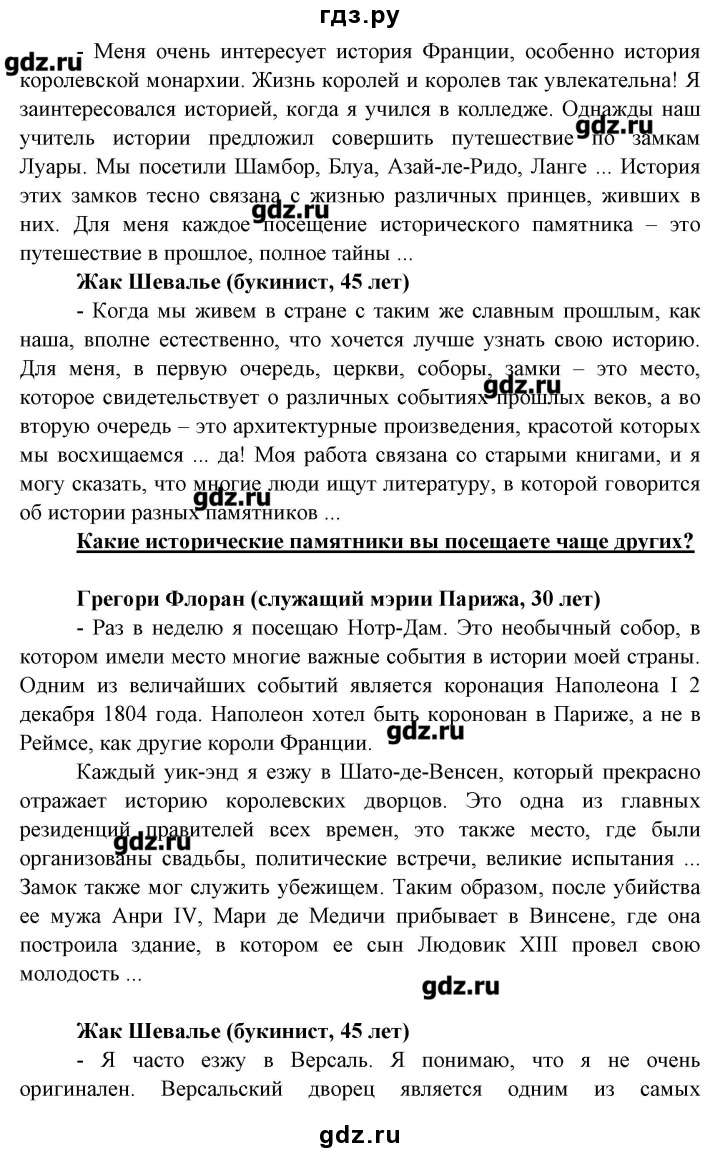 гдз.ру
- Меня очень интересует история Франции, особенно история
gdz.ru
королевской монархии. Жизнь королей и королев так увлекательна! Я
заинтересовался историей, когда я учился в колледже. Однажды наш
gdz.ru
учитель истории предложил совершить путешествие по замкам
Луары. Мы посетили Шамбор, Блуа, Азай-ле-Ридо, Ланге ... История
этих замков тесно связана с жизнью различных принцев, живших в
gdz.ru
них. Для меня каждое посещение исторического памятника – это
путешествие в прошлое, полное тайны ...
Жак Шевалье (букинист, 45 лет)
- Когда мы живем в стране с таким же славным прошлым, как
наша, вполне естественно, что хочется лучше узнать свою историю.
Для меня, в первую очередь, церкви, соборы, замки – это место,
gdz.ru
которое свидетельствует о различных событиях прошлых веков, а во
вторую очередь – это архитектурные произведения, красотой которых
мы восхищаемся ... да! Моя работа связана со старыми книгами, и я
могу сказать, что многие люди ищут литературу, в которой говорится
gdz.ru
об истории разных памятников ...
Какие исторические памятники вы посещаете чаще других?
Грегори Флоран (служащий мэрии Парижа, 30 лет)
- Раз в неделю я посещаю Нотр-Дам. Это необычный собор, в
котором имели место многие важные события в истории моей страны.
Одним из величайших событий является коронация Наполеона I 2
декабря 1804 года. Наполеон хотел быть коронован в Париже, а не в
gdz.ru
Реймсе, как другие короли Франции.
Каждый уик-энд я езжу в Шато-де-Венсен, который прекрасно
отражает историю королевских дворцов. Это одна из главных
резиденций правителей всех времен, это также место, где были
gdz.ru
организованы свадьбы, политические встречи, великие испытания ...
Замок также мог служить убежищем. Таким образом, после убийства
ее мужа Анри IV, Мари де Медичи прибывает в Винсене, где она
построила здание, в котором ее сын Людовик XIII провел свою
молодость ...
gdz.ru
Жак Шевалье (букинист, 45 лет)
- Я часто езжу в Версаль. Я понимаю, что я не очень
оригинален. Версальский дворец является одним из самых
gdz.ru